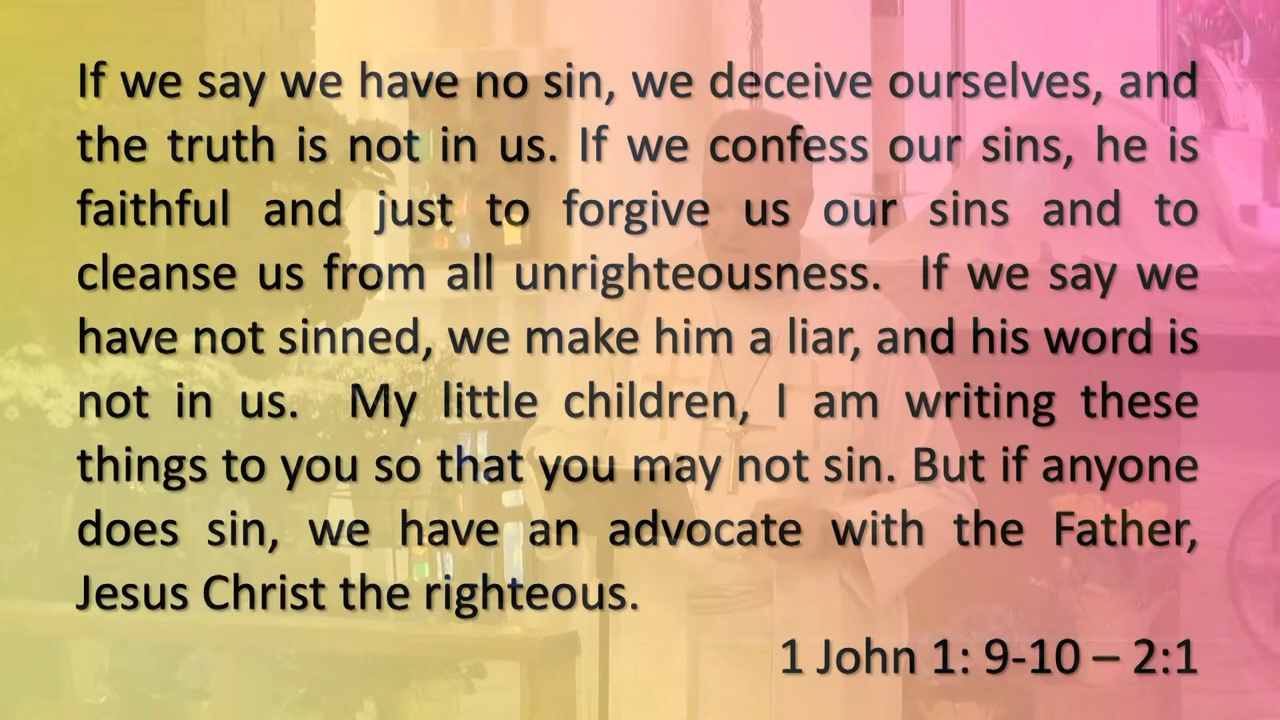 If we say we have no sin, we deceive ourselves, and
the truth is not in us. If we confess our sins, he is
faithful and just to forgive us our sins and to
cleanse us from all unrighteousness.  If we say we
have not sinned, we make him a liar, and his word is
not in us.  My little children, I am writing these
things to you so that you may not sin. But if anyone
does sin, we have an advocate with the Father,
Jesus Christ the righteous.
1 John 1: 9-10 – 2:1